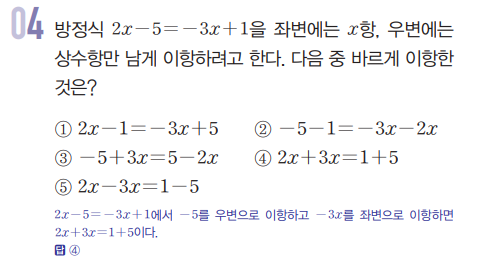 04 방정식 2x-5=-3x+1을 좌변에는 x항, 우변에는
상수항만 남게 이항하려고 한다. 다음 중 바르게 이항한
것은?
① 2x-1=-3x+5 ② -5-1=-3x-2x
③ -5+3x=5-2x ④ 2x+3x=1+5
⑤ 2x-3x=1-5
2x-5=-3x+1에서 -5를 우변으로 이항하고 -3x를 좌변으로 이항하면
2x+3x=1+5이다.
답 ④